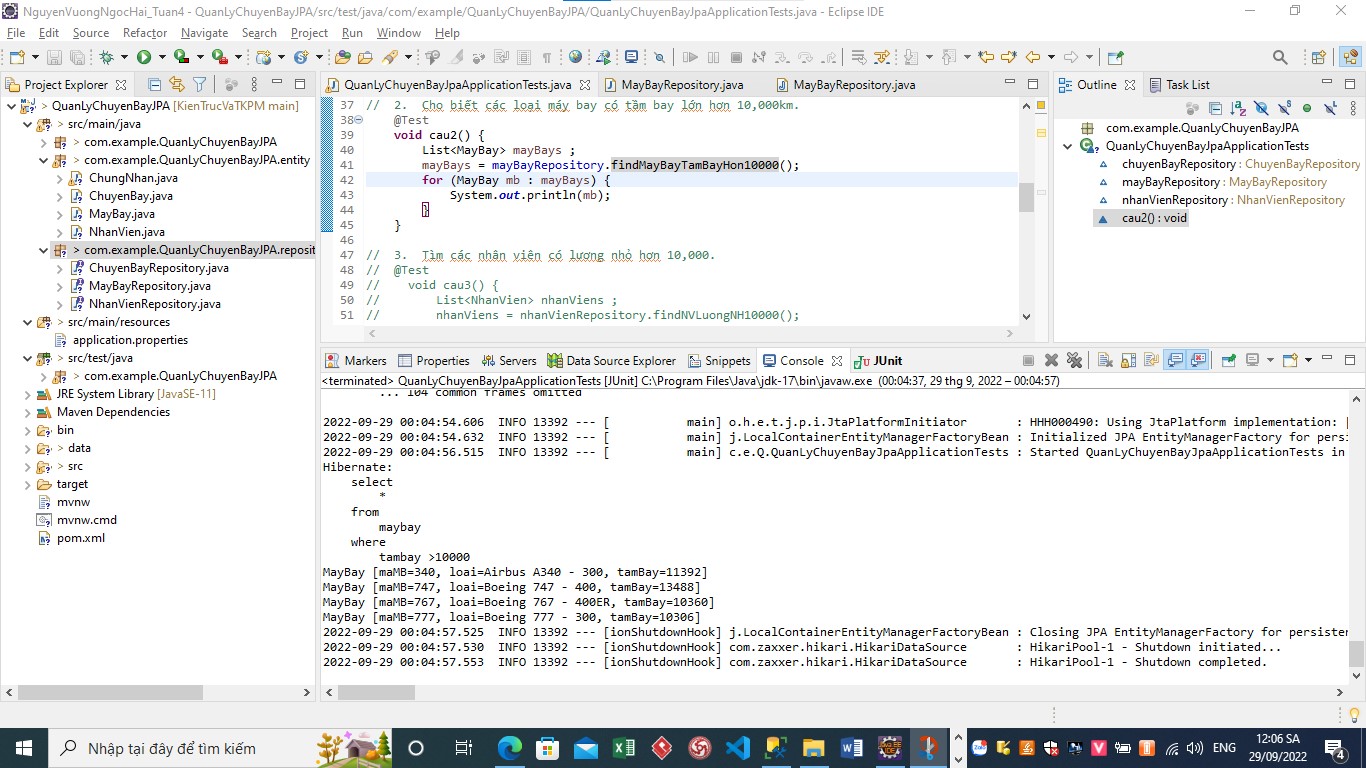 NguyenVuongNgocHai_Tuan4 - QuanLyChuyenBayJPA/src/test/java/com/example/QuanLyChuyenBayJPA/QuanLyChuyenBayJpaApplicationTests.java - Eclipse IDE
File Edit Source Refactor Navigate Search Project Run Window Help
Project Explorer
QuanLyChuyenBayJPA [KienTrucVaTKPM main]
> src/main/java
> com.example.QuanLyChuyenBayJPA
> com.example.QuanLyChuyenBayJPA.entity
ChungNhan.java
ChuyenBay.java
MayBay.java
NhanVien.java
> com.example.QuanLyChuyenBayJPA.reposit
ChuyenBayRepository.java
MayBayRepository.java
NhanVienRepository.java
> src/main/resources
application.properties
> src/test/java
> com.example.QuanLyChuyenBayJPA
JRE System Library [JavaSE-11]
Maven Dependencies
bin
> data
> src
target
mvnw
mvnw.cmd
pom.xml
QuanLyChuyenBayJpaApplicationTests.java MayBayRepository.java MayBayRepository.java
37 // 2. Cho biết các loại máy bay có tầm bay lớn hơn 10,000km.
38 @Test
39 void cau2() {
40 List<MayBay> mayBays ;
41 mayBays = mayBayRepository.findMayBayTamBayHon10000();
42 for (MayBay mb : mayBays) {
43 System.out.println(mb);
44 }
45 }
46
47 // 3. Tìm các nhân viên có lương nhỏ hơn 10,000.
48 // @Test
49 // void cau3() {
50 // List<NhanVien> nhanViens ;
51 // nhanViens = nhanVienRepository.findNVLuongNH10000();
Outline Task List
com.example.QuanLyChuyenBayJPA
QuanLyChuyenBayJpaApplicationTests
chuyenBayRepository : ChuyenBayRepository
mayBayRepository : MayBayRepository
nhanVienRepository : NhanVienRepository
cau2() : void
Markers Properties Servers Data Source Explorer Snippets Console JUnit
<terminated> QuanLyChuyenBayJpaApplicationTests [JUnit] C:\Program Files\Java\jdk-17\bin\javaw.exe (00:04:37, 29 thg 9, 2022 – 00:04:57)
... 104 common frames omitted
2022-09-29 00:04:54.606 INFO 13392 --- [ main] o.h.e.t.j.p.i.JtaPlatformInitiator : HHH000490: Using JtaPlatform implementation: [
2022-09-29 00:04:54.632 INFO 13392 --- [ main] j.LocalContainerEntityManagerFactoryBean : Initialized JPA EntityManagerFactory for persi
2022-09-29 00:04:56.515 INFO 13392 --- [ main] c.e.Q.QuanLyChuyenBayJpaApplicationTests : Started QuanLyChuyenBayJpaApplicationTests in
Hibernate:
select
*
from
maybay
where
tambay >10000
MayBay [maMB=340, loai=Airbus A340 - 300, tamBay=11392]
MayBay [maMB=747, loai=Boeing 747 - 400, tamBay=13488]
MayBay [maMB=767, loai=Boeing 767 - 400ER, tamBay=10360]
MayBay [maMB=777, loai=Boeing 777 - 300, tamBay=10306]
2022-09-29 00:04:57.525 INFO 13392 --- [ionShutdownHook] j.LocalContainerEntityManagerFactoryBean : Closing JPA EntityManagerFactory for persister
2022-09-29 00:04:57.530 INFO 13392 --- [ionShutdownHook] com.zaxxer.hikari.HikariDataSource : HikariPool-1 - Shutdown initiated...
2022-09-29 00:04:57.553 INFO 13392 --- [ionShutdownHook] com.zaxxer.hikari.HikariDataSource : HikariPool-1 - Shutdown completed.
Nhập tại đây để tìm kiếm
ENG
12:06 SA
29/09/2022
4